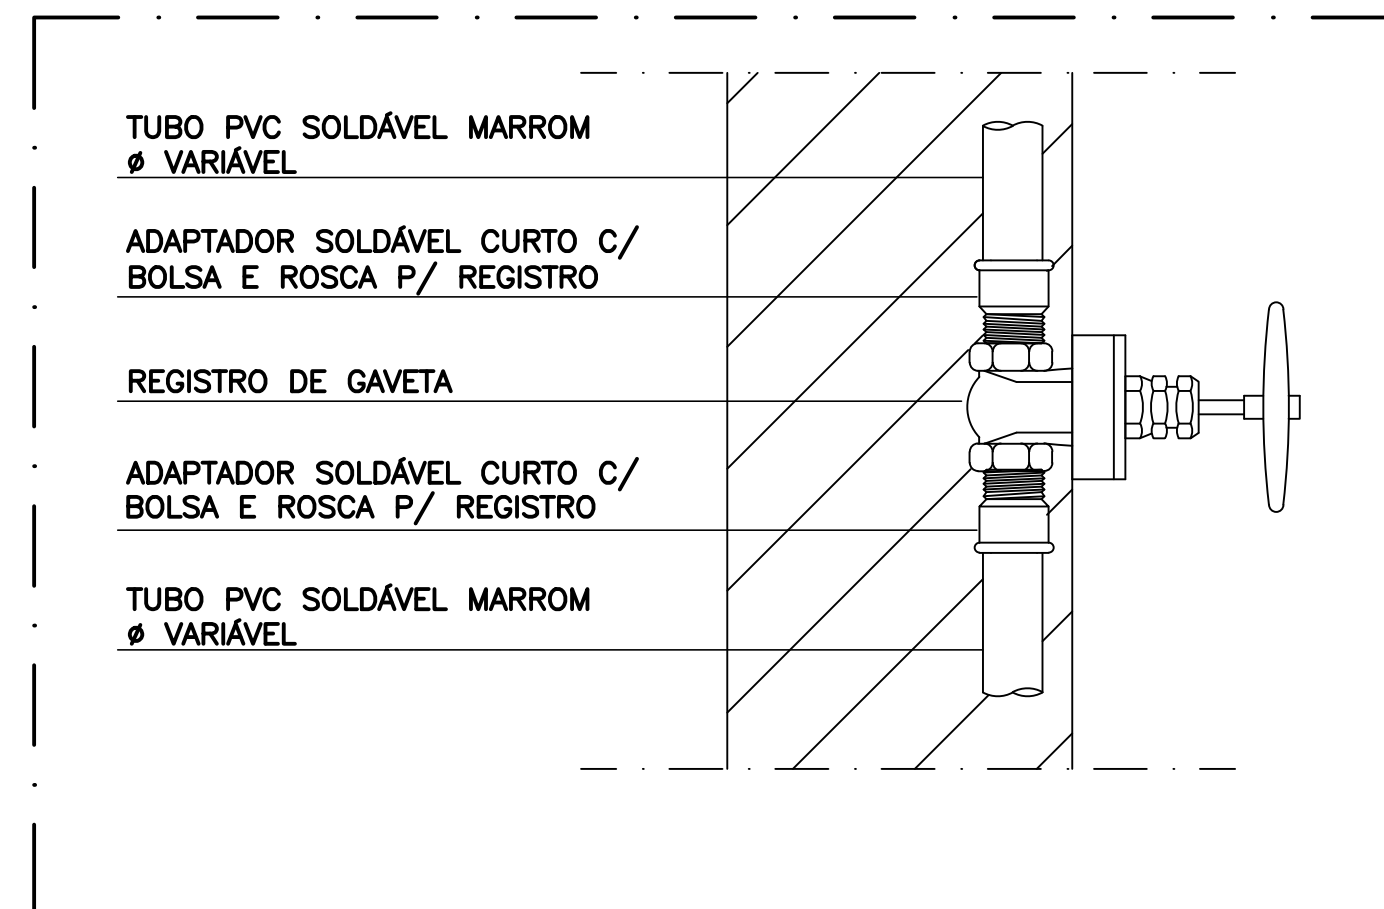 TUBO PVC SOLDÁVEL MARROM
ø VARIÁVEL
ADAPTADOR SOLDÁVEL CURTO C/
BOLSA E ROSCA P/ REGISTRO
REGISTRO DE GAVETA
ADAPTADOR SOLDÁVEL CURTO C/
BOLSA E ROSCA P/ REGISTRO
TUBO PVC SOLDÁVEL MARROM
ø VARIÁVEL